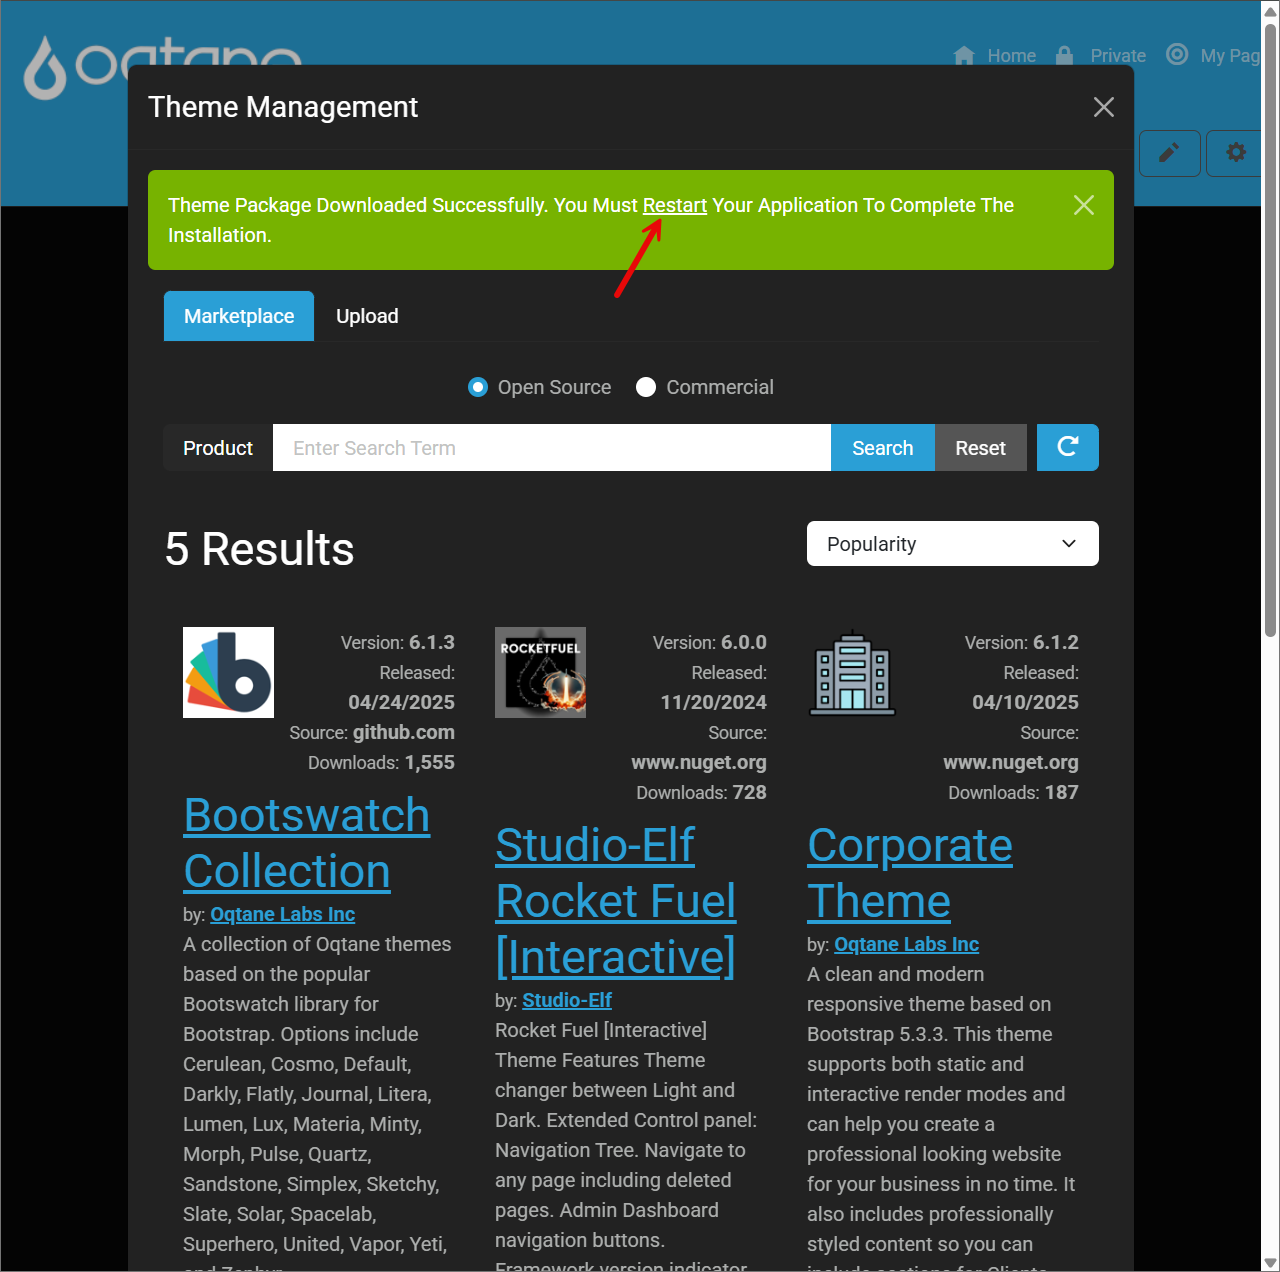 oqtane
Home
Private
My Pag
Theme Management
Theme Package Downloaded Successfully. You Must Restart Your Application To Complete The
Installation.
Marketplace
Upload
Open Source
Commercial
Product
Enter Search Term
Search
Reset
5 Results
Popularity
Version: 6.1.3
Released:
04/24/2025
Source: github.com
Downloads: 1,555
Bootswatch
Collection
by: Oqtane Labs Inc
A collection of Oqtane themes
based on the popular
Bootswatch library for
Bootstrap. Options include
Cerulean, Cosmo, Default,
Darkly, Flatly, Journal, Litera,
Lumen, Lux, Materia, Minty,
Morph, Pulse, Quartz,
Sandstone, Simplex, Sketchy,
Slate, Solar, Spacelab,
Superhero, United, Vapor, Yeti,
and Zephyr
ROCKETFUEL
Version: 6.0.0
Released:
11/20/2024
Source:
www.nuget.org
Downloads: 728
Studio-Elf
Rocket Fuel
[Interactive]
by: Studio-Elf
Rocket Fuel [Interactive]
Theme Features Theme
changer between Light and
Dark. Extended Control panel:
Navigation Tree. Navigate to
any page including deleted
pages. Admin Dashboard
navigation buttons.
Framework version indicator
Version: 6.1.2
Released:
04/10/2025
Source:
www.nuget.org
Downloads: 187
Corporate
Theme
by: Oqtane Labs Inc
A clean and modern
responsive theme based on
Bootstrap 5.3.3. This theme
supports both static and
interactive render modes and
can help you create a
professional looking website
for your business in no time. It
also includes professionally
styled content so you can
include sections for Clients